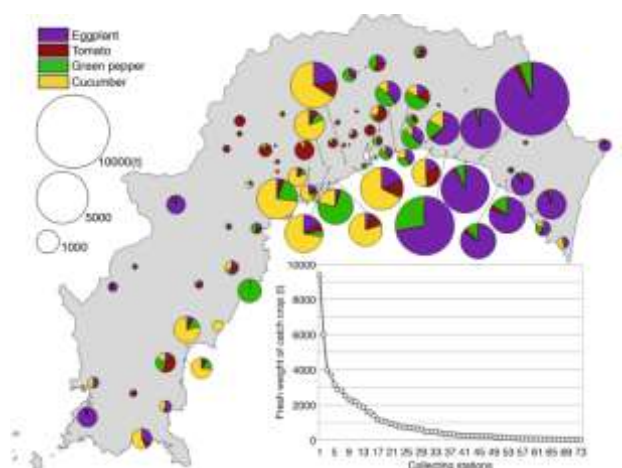 Eggplant
Tomato
Green pepper
Cucumber
10000(t)
5000
1000
Fresh weight of catch crop (t)
10000
8000
6000
4000
2000
0
1 5 9 13 17 21 25 29 33 37 41 45 49 53 57 61 65 69 73
Collecting stations